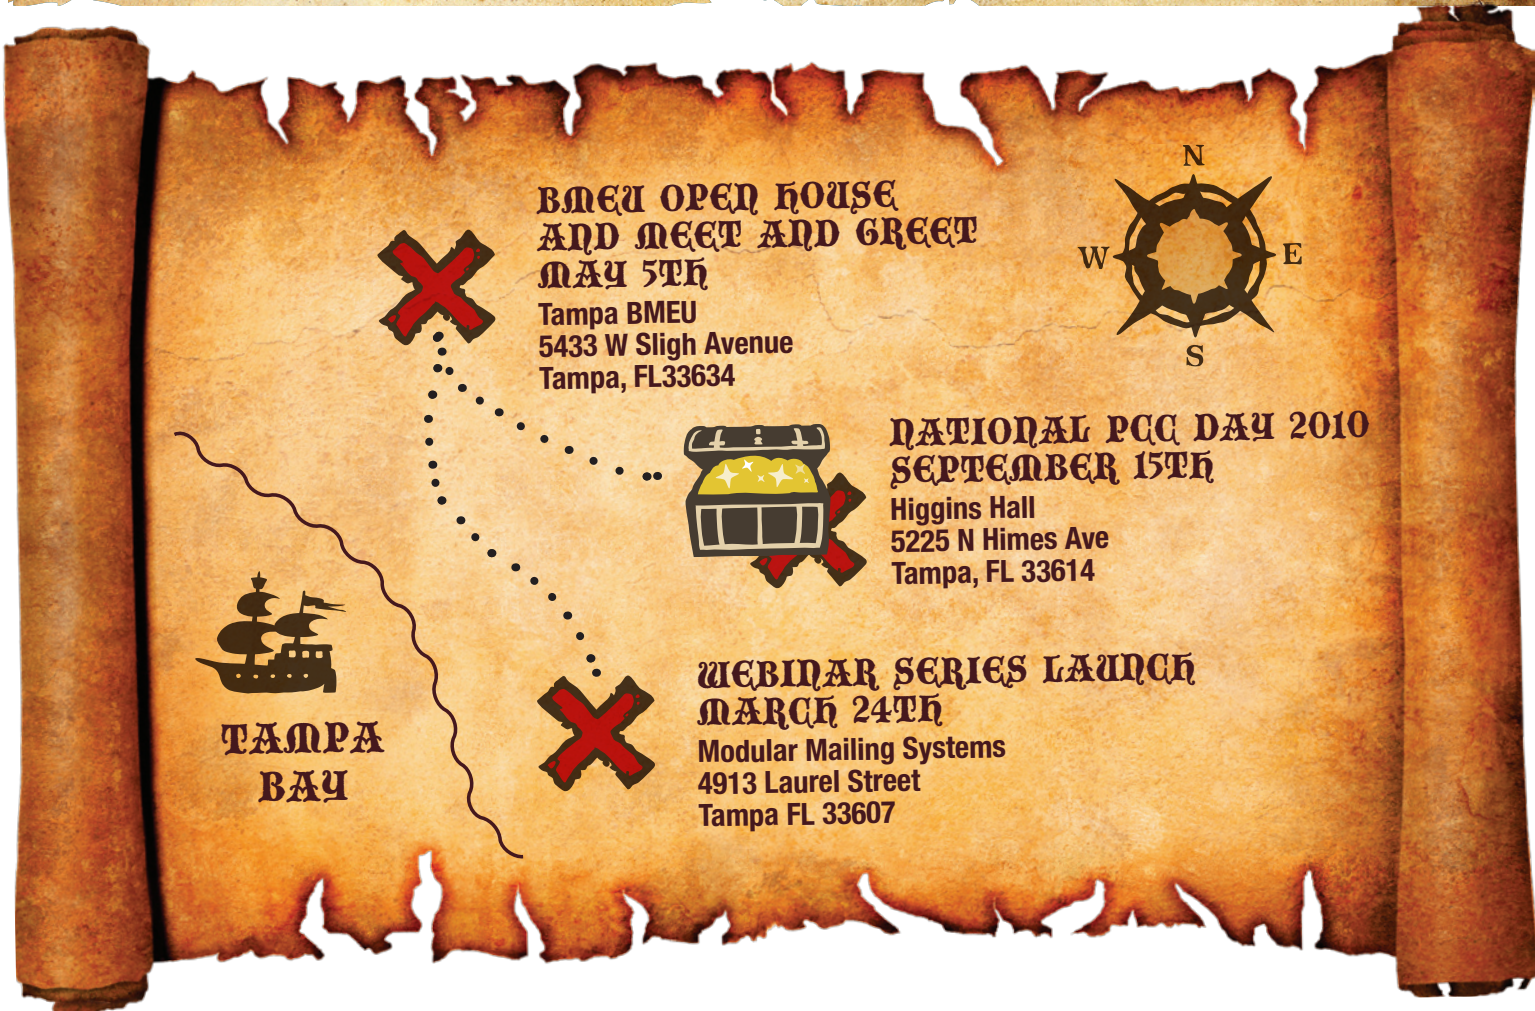 N
W E
S
BMEU OPEN HOUSE
AND MEET AND GREET
MAY 5TH
Tampa BMEU
5433 W Sligh Avenue
Tampa, FL33634
NATIONAL PCC DAY 2010
SEPTEMBER 15TH
Higgins Hall
5225 N Himes Ave
Tampa, FL 33614
WEBINAR SERIES LAUNCH
MARCH 24TH
Modular Mailing Systems
4913 Laurel Street
Tampa FL 33607
TAMPA
BAY